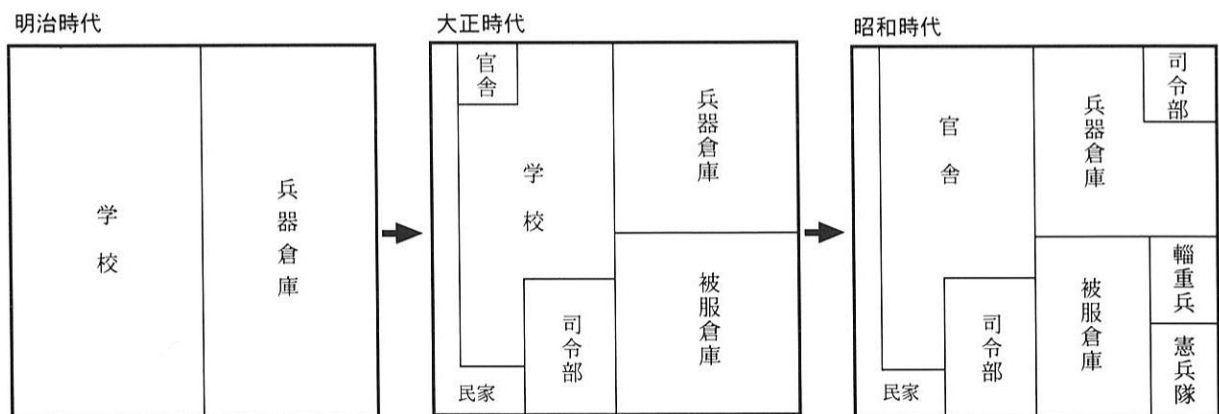 明治時代
学校
兵器倉庫
大正時代
官舎
学校
兵器倉庫
司令部
被服倉庫
民家
昭和時代
官舎
兵器倉庫
司令部
司令部
被服倉庫
輜重兵
憲兵隊
民家